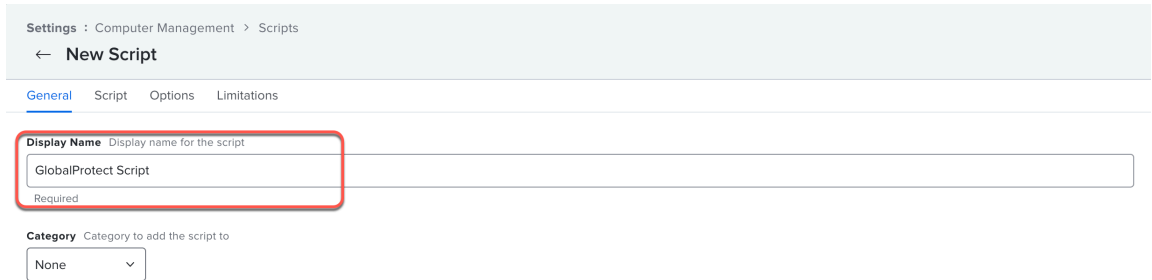 Settings : Computer Management > Scripts
← New Script
General Script Options Limitations
Display Name Display name for the script
GlobalProtect Script
Required
Category Category to add the script to
None